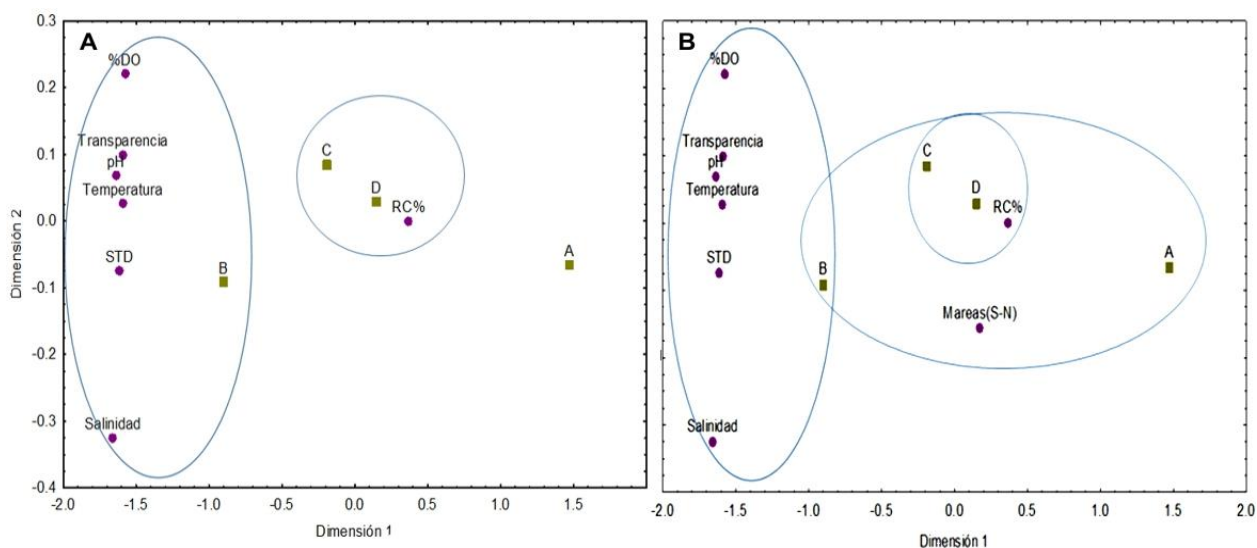 A
0.3
0.2
0.1
0.0
-0.1
-0.2
-0.3
-0.4
Dimensión 2
%DO
Transparencia
pH
Temperatura
STD
Salinidad
B
C
D
RC%
A
-2.0 -1.5 -1.0 -0.5 0.0 0.5 1.0 1.5
Dimensión 1
B
%DO
Transparencia
pH
Temperatura
STD
Salinidad
B
C
D
RC%
A
Mareas(S-N)
-2.0 -1.5 -1.0 -0.5 0.0 0.5 1.0 1.5 2.0
Dimensión 1